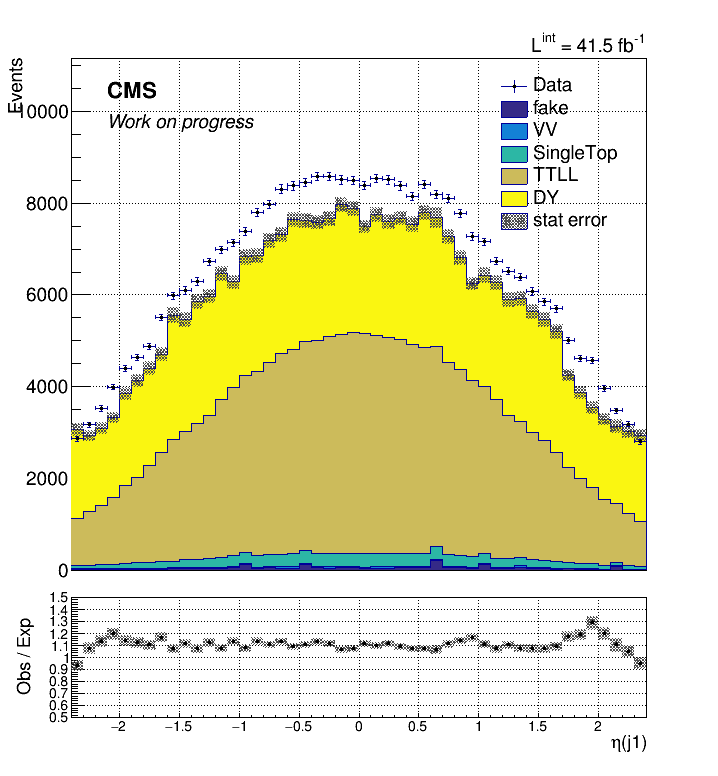 L^int = 41.5 fb^-1
Events
CMS
Work on progress
Data
fake
VV
SingleTop
TTLL
DY
stat error
10000
8000
6000
4000
2000
0
Obs / Exp
1.5
1.4
1.3
1.2
1.1
1
0.9
0.8
0.7
0.6
0.5
−2 −1.5 −1 −0.5 0 0.5 1 1.5 2
η(j1)